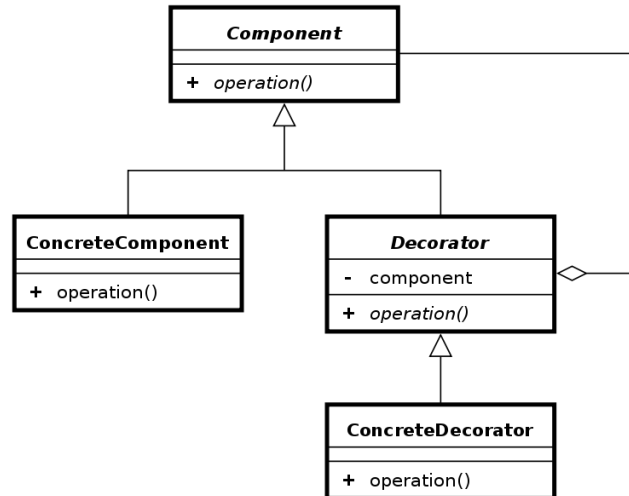 Component
+ operation()
ConcreteComponent
+ operation()
Decorator
- component
+ operation()
ConcreteDecorator
+ operation()